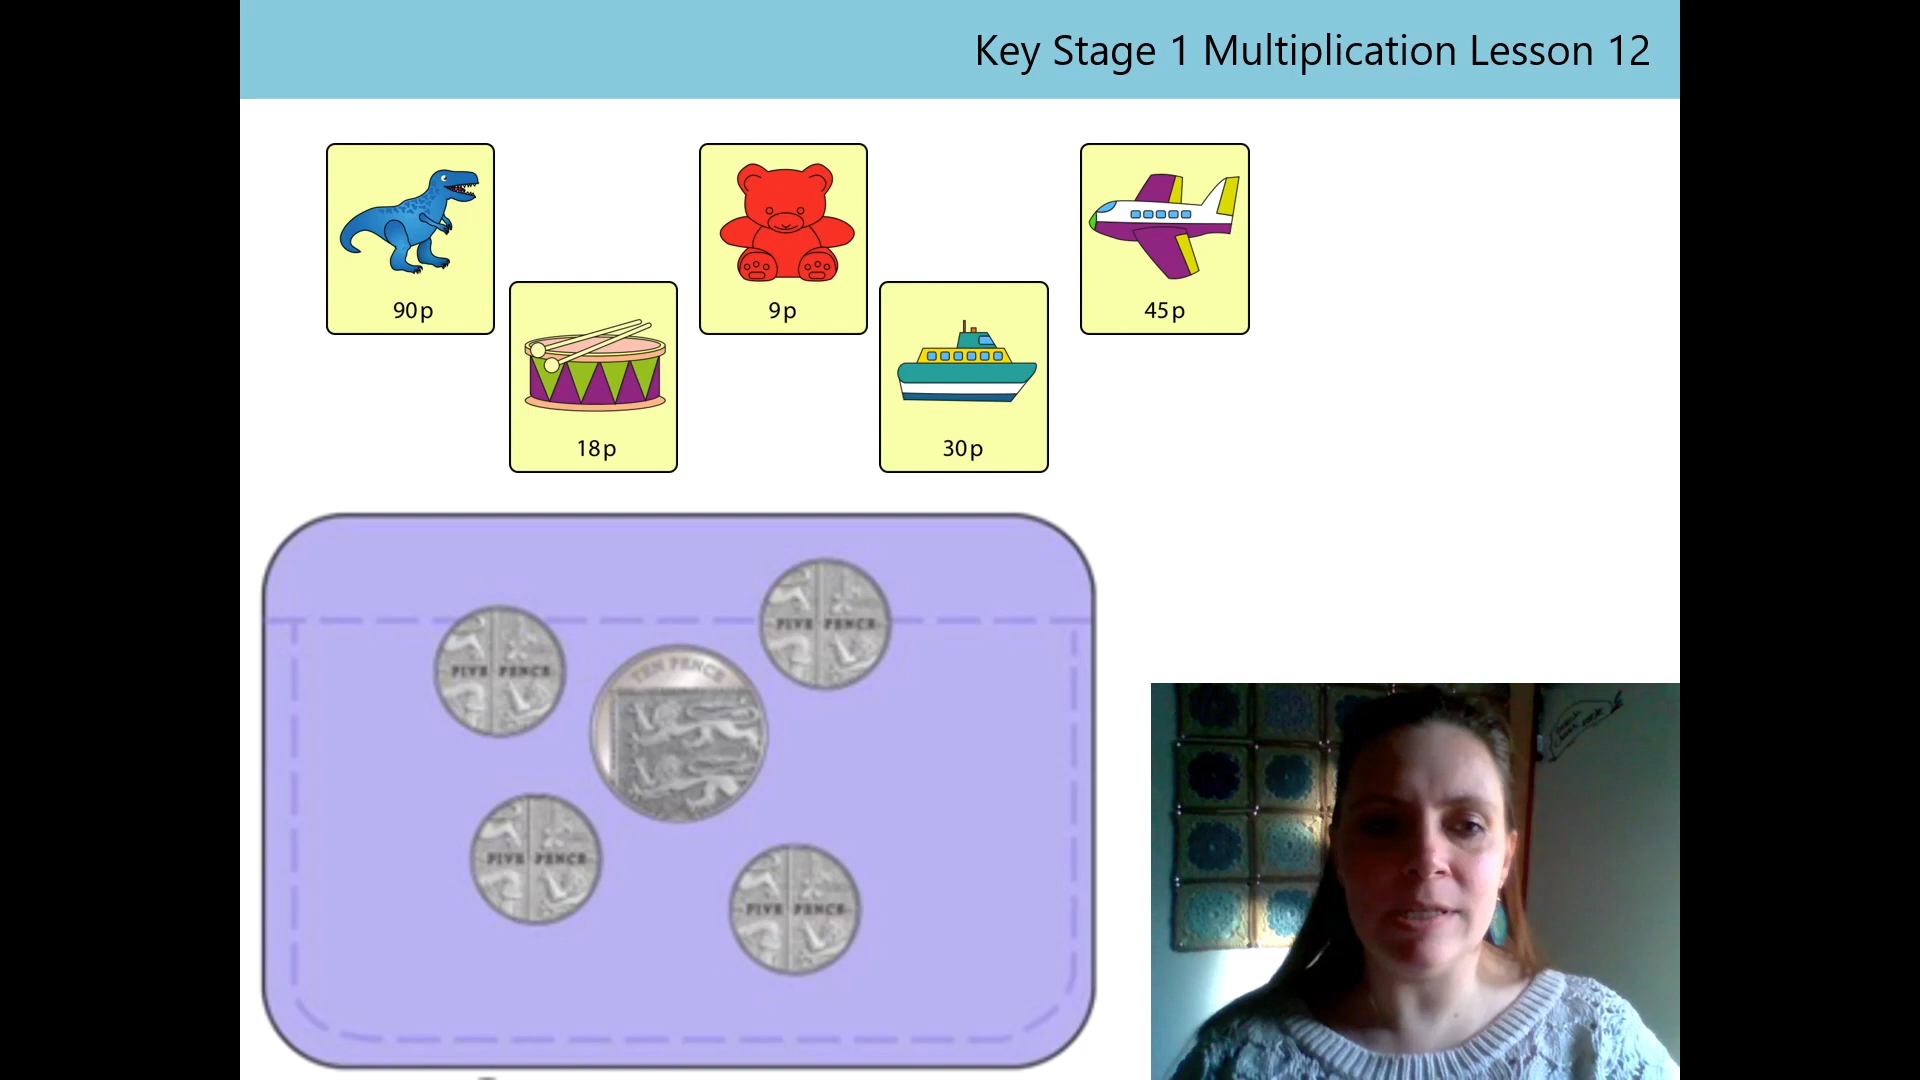 Key Stage 1 Multiplication Lesson 12
90p
9p
45p
18p
30p
FIVE PENCE
FIVE PENCE
TEN PENCE
FIVE PENCE
FIVE PENCE